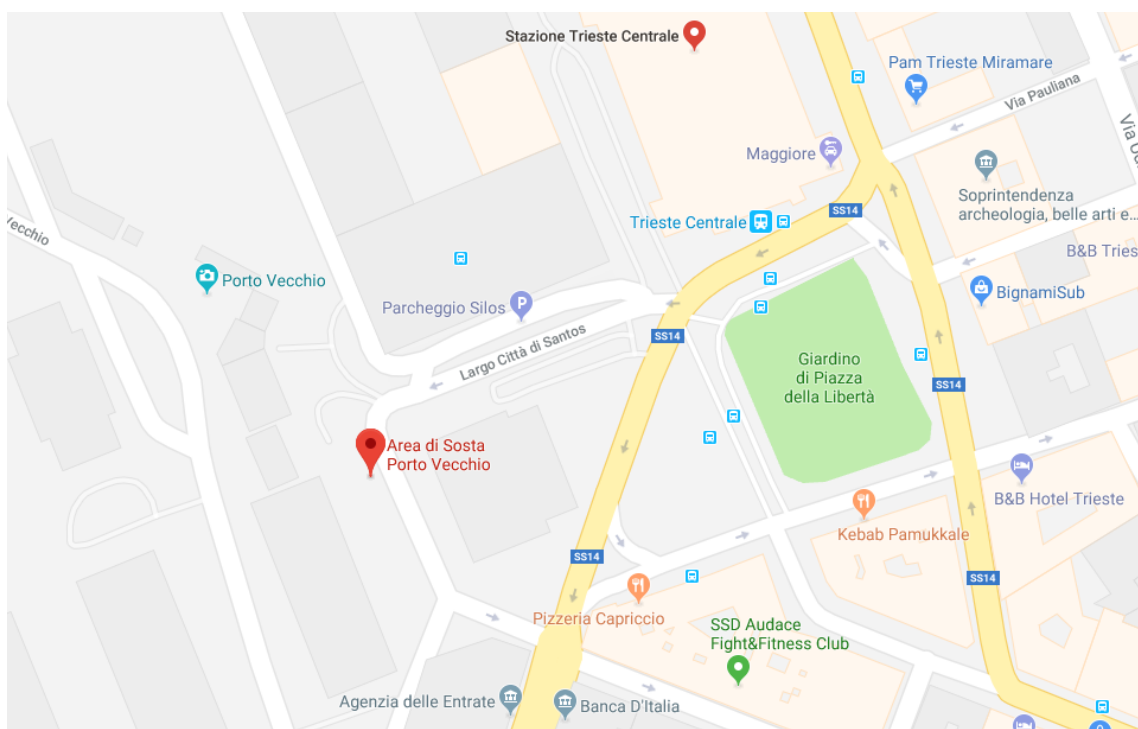 Stazione Trieste Centrale
Pam Trieste Miramare
Via Pauliana
Maggiore
Soprintendenza
archeologia, belle arti e...
SS14
Trieste Centrale
Vecchio
B&B Tries
Porto Vecchio
BignamiSub
Parcheggio Silos
Largo Città di Santos
SS14
Giardino
di Piazza
della Libertà
SS14
Area di Sosta
Porto Vecchio
B&B Hotel Trieste
Kebab Pamukkale
SS14
SS14
Pizzeria Capriccio
SSD Audace
Fight&Fitness Club
Agenzia delle Entrate
Banca D'Italia